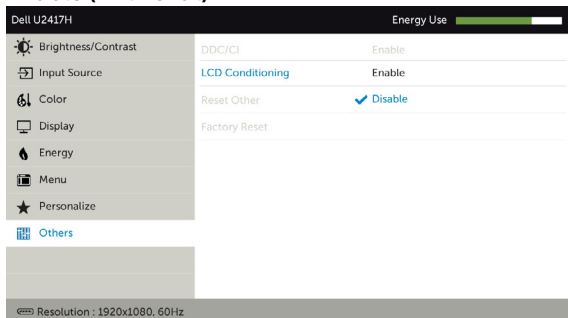 Dell U2417H Energy Use
Brightness/Contrast DDC/CI Enable
Input Source LCD Conditioning Enable
Color Reset Other Disable
Display Factory Reset
Energy
Menu
Personalize
Others
Resolution : 1920x1080, 60Hz